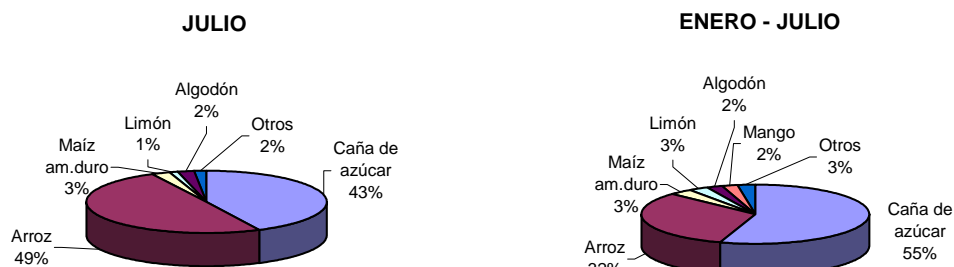 JULIO
Algodón
2%
Limón
1%
Otros
2%
Maíz
am.duro
3%
Caña de
azúcar
43%
Arroz
49%
ENERO - JULIO
Algodón
2%
Limón
3%
Mango
2%
Otros
3%
Maíz
am.duro
3%
Caña de
azúcar
55%
Arroz